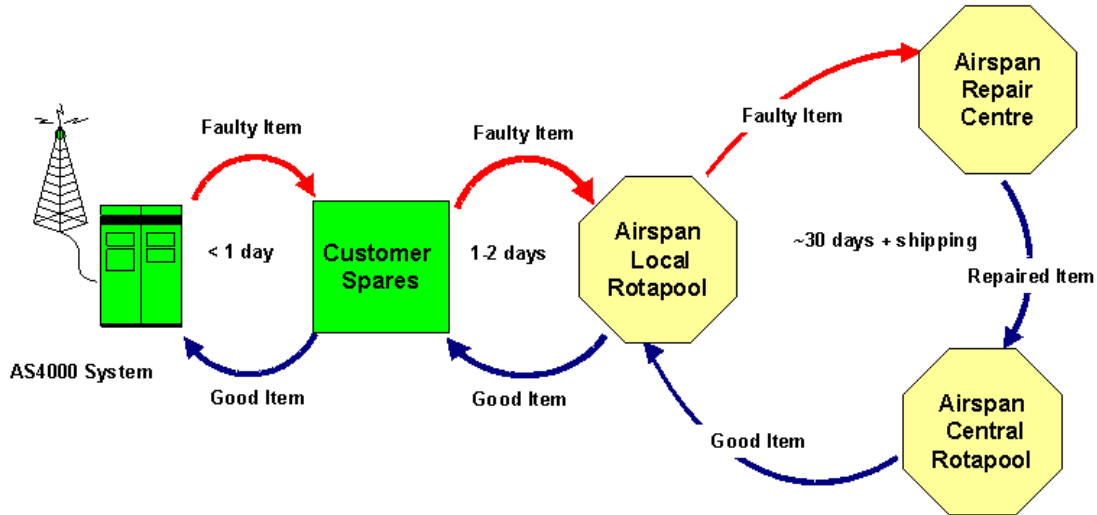 Airspan
Repair
Centre
Faulty Item
Faulty Item
Faulty Item
< 1 day
Customer
Spares
1-2 days
Airspan
Local
Rotapool
~30 days + shipping
Repaired Item
AS4000 System
Good Item
Good Item
Good Item
Airspan
Central
Rotapool